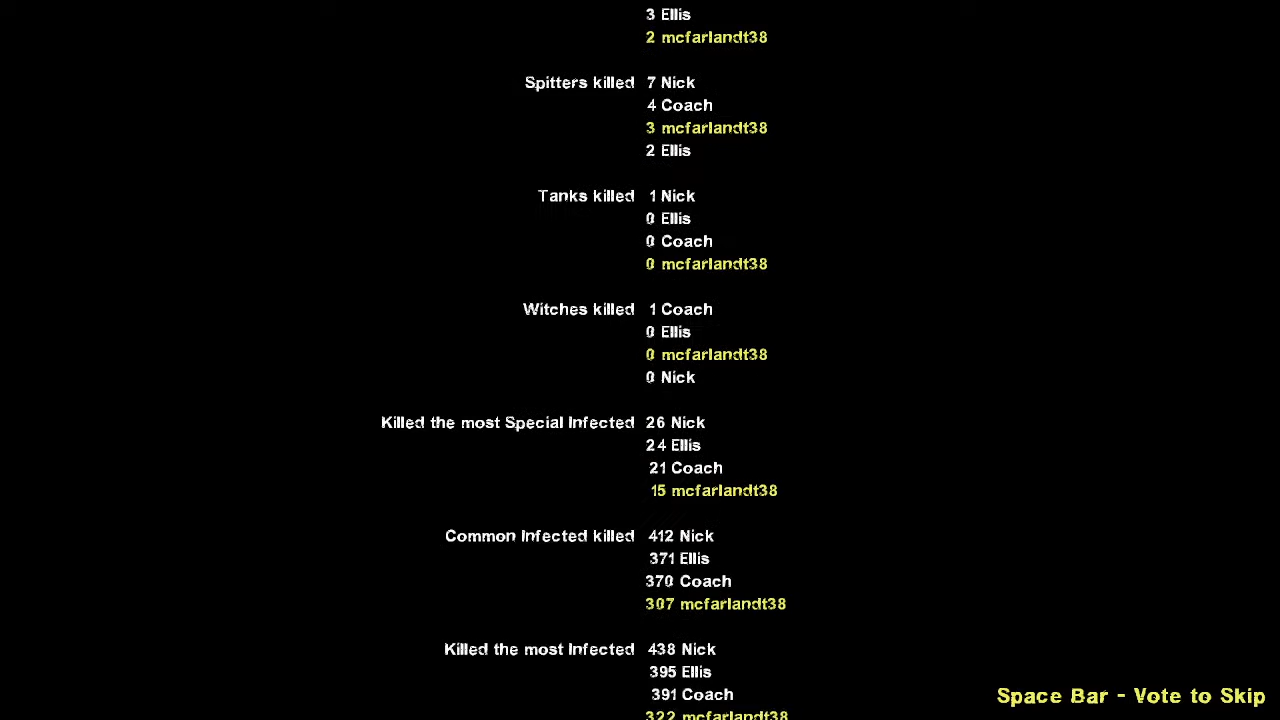 3 Ellis
2 mcfarlandt38
Spitters killed 7 Nick
4 Coach
3 mcfarlandt38
2 Ellis
Tanks killed 1 Nick
0 Ellis
0 Coach
0 mcfarlandt38
Witches killed 1 Coach
0 Ellis
0 mcfarlandt38
0 Nick
Killed the most Special Infected 26 Nick
24 Ellis
21 Coach
15 mcfarlandt38
Common Infected killed 412 Nick
371 Ellis
370 Coach
307 mcfarlandt38
Killed the most Infected 438 Nick
395 Ellis
391 Coach
322 mcfarlandt38
Space Bar - Vote to Skip